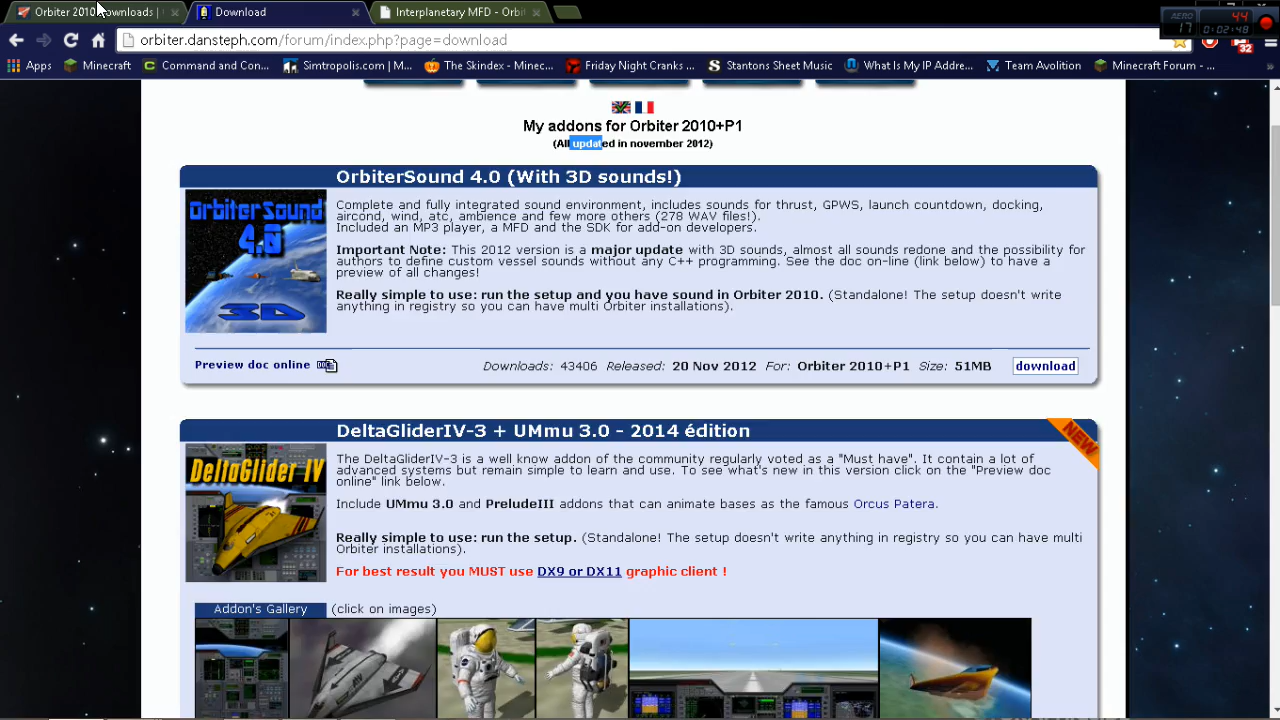 Orbiter 2010 Downloads |
Download
Interplanetary MFD - Orbit
AERO
17
44
0:02:48
orbiter.dansteph.com/forum/index.php?page=download
32
Apps
Minecraft
Command and Con...
Simtropolis.com | M...
The Skindex - Minec...
Friday Night Cranks ...
Stantons Sheet Music
What Is My IP Addre...
Team Avolition
Minecraft Forum - ...
My addons for Orbiter 2010+P1
(All updated in november 2012)
OrbiterSound 4.0 (With 3D sounds!)
Orbiter Sound
4.0
3D
Complete and fully integrated sound environment, includes sounds for thrust, GPWS, launch countdown, docking,
aircond, wind, atc, ambience and few more others (278 WAV files!).
Included an MP3 player, a MFD and the SDK for add-on developers.
Important Note: This 2012 version is a major update with 3D sounds, almost all sounds redone and the possibility for
authors to define custom vessel sounds without any C++ programming. See the doc on-line (link below) to have a
preview of all changes!
Really simple to use: run the setup and you have sound in Orbiter 2010. (Standalone! The setup doesn't write
anything in registry so you can have multi Orbiter installations).
Preview doc online
Downloads: 43406 Released: 20 Nov 2012 For: Orbiter 2010+P1 Size: 51MB
download
DeltaGliderIV-3 + UMmu 3.0 - 2014 édition
NEW
DeltaGlider IV
The DeltaGliderIV-3 is a well know addon of the community regularly voted as a "Must have". It contain a lot of
advanced systems but remain simple to learn and use. To see what's new in this version click on the "Preview doc
online" link below.
Include UMmu 3.0 and PreludeIII addons that can animate bases as the famous Orcus Patera.
Really simple to use: run the setup. (Standalone! The setup doesn't write anything in registry so you can have multi
Orbiter installations).
For best result you MUST use DX9 or DX11 graphic client !
Addon's Gallery
(click on images)